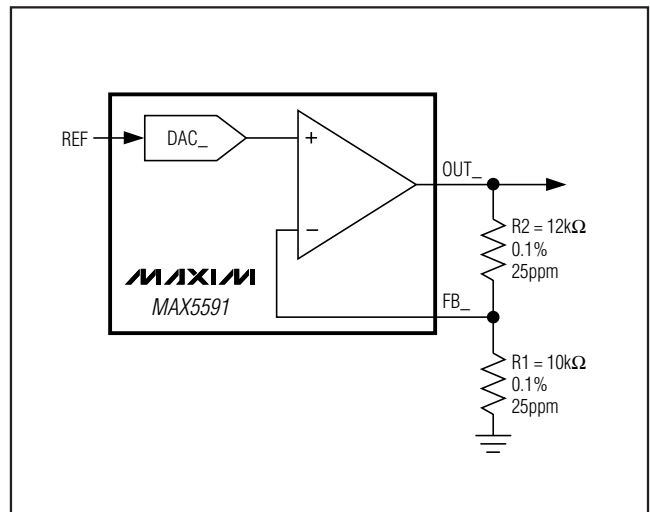 REF
DAC_
+
−
OUT_
R2 = 12kΩ
0.1%
25ppm
MAXIM
MAX5591
FB_
R1 = 10kΩ
0.1%
25ppm